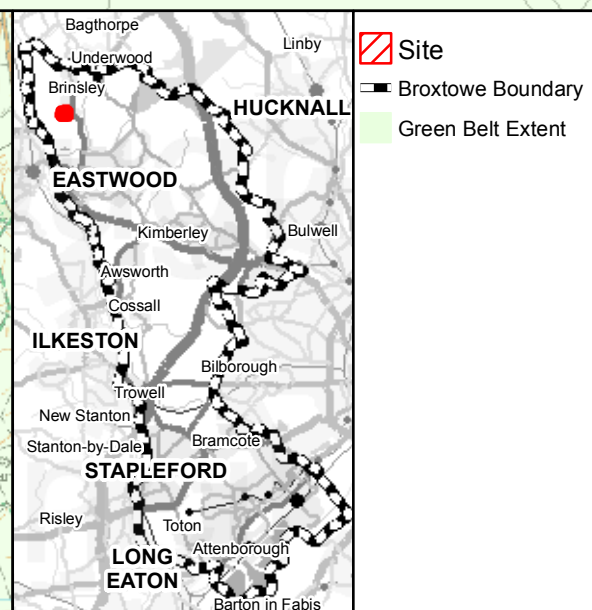 Bagthorpe
Linby
Underwood
Brinsley
HUCKNALL
EASTWOOD
Kimberley
Bulwell
Awsworth
Cossall
ILKESTON
Bilborough
Trowell
New Stanton
Bramcote
Stanton-by-Dale
STAPLEFORD
Risley
Toton
Attenborough
LONG
EATON
Barton in Fabis
Site
Broxtowe Boundary
Green Belt Extent